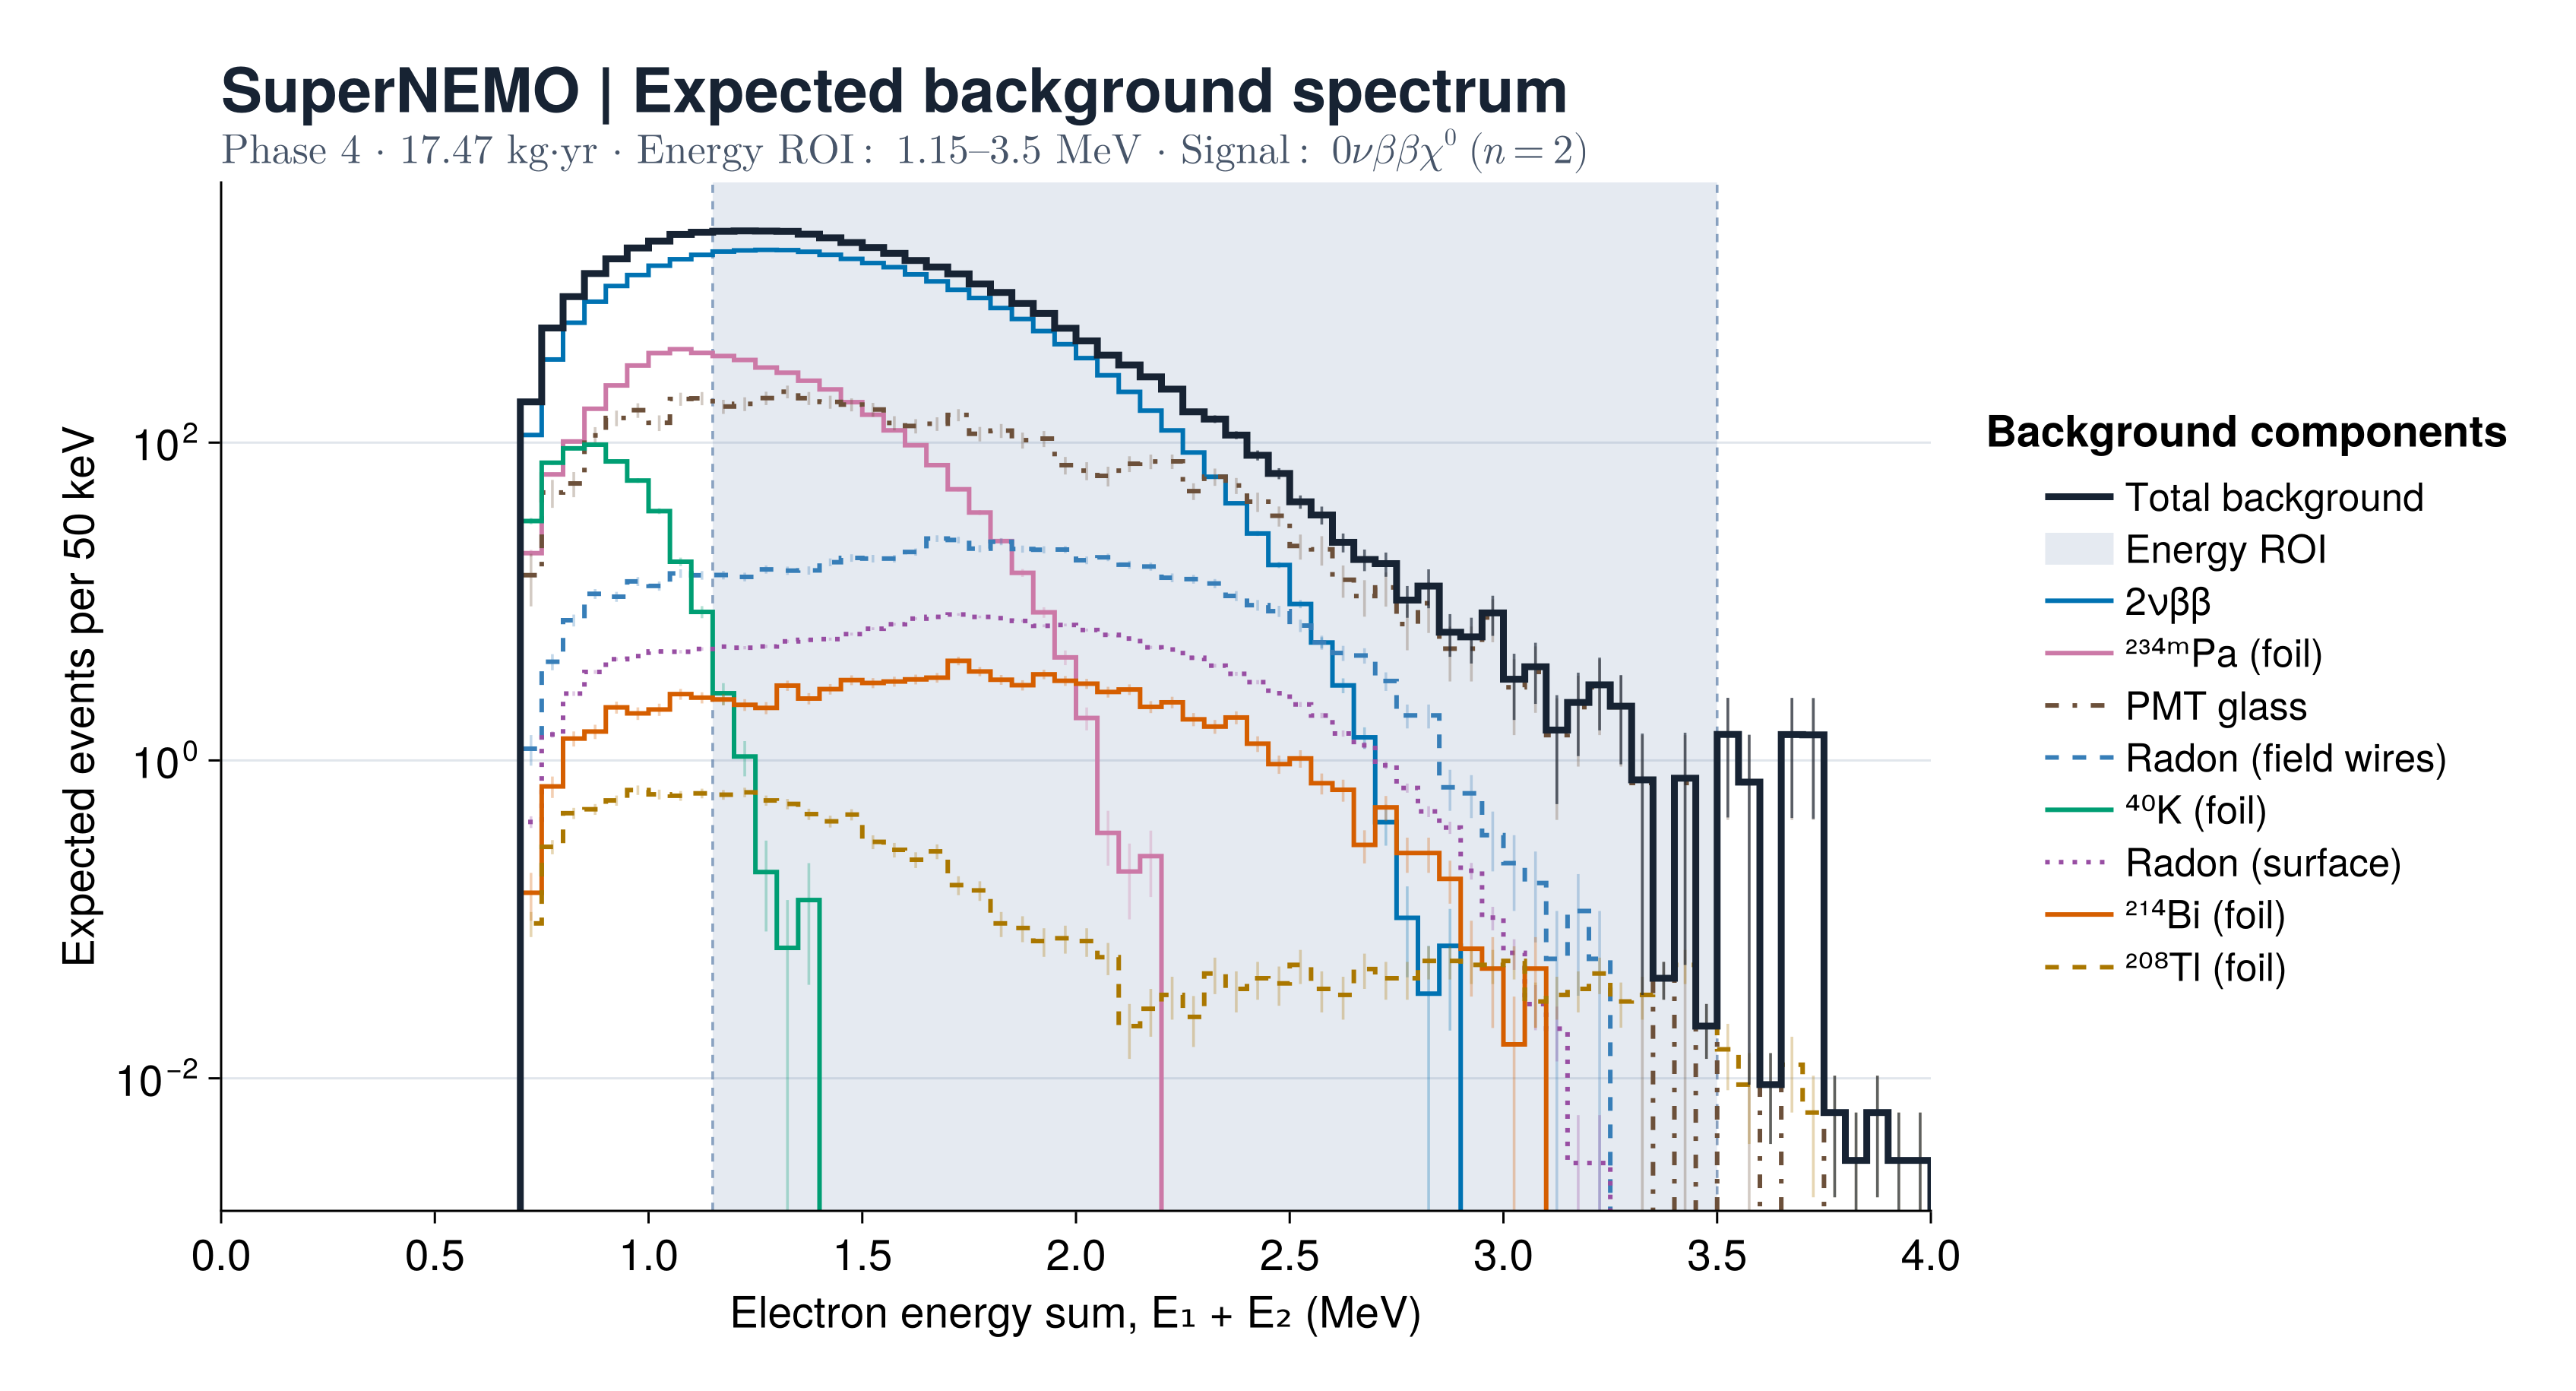 SuperNEMO | Expected background spectrum
Phase 4 · 17.47 kg·yr · Energy ROI: 1.15–3.5 MeV · Signal: 0νββχ⁰ (n = 2)
Expected events per 50 keV
10²
10⁰
10⁻²
0.0 0.5 1.0 1.5 2.0 2.5 3.0 3.5 4.0
Electron energy sum, E₁ + E₂ (MeV)
Background components
Total background
Energy ROI
2νββ
²³⁴ᵐPa (foil)
PMT glass
Radon (field wires)
⁴⁰K (foil)
Radon (surface)
²¹⁴Bi (foil)
²⁰⁸Tl (foil)